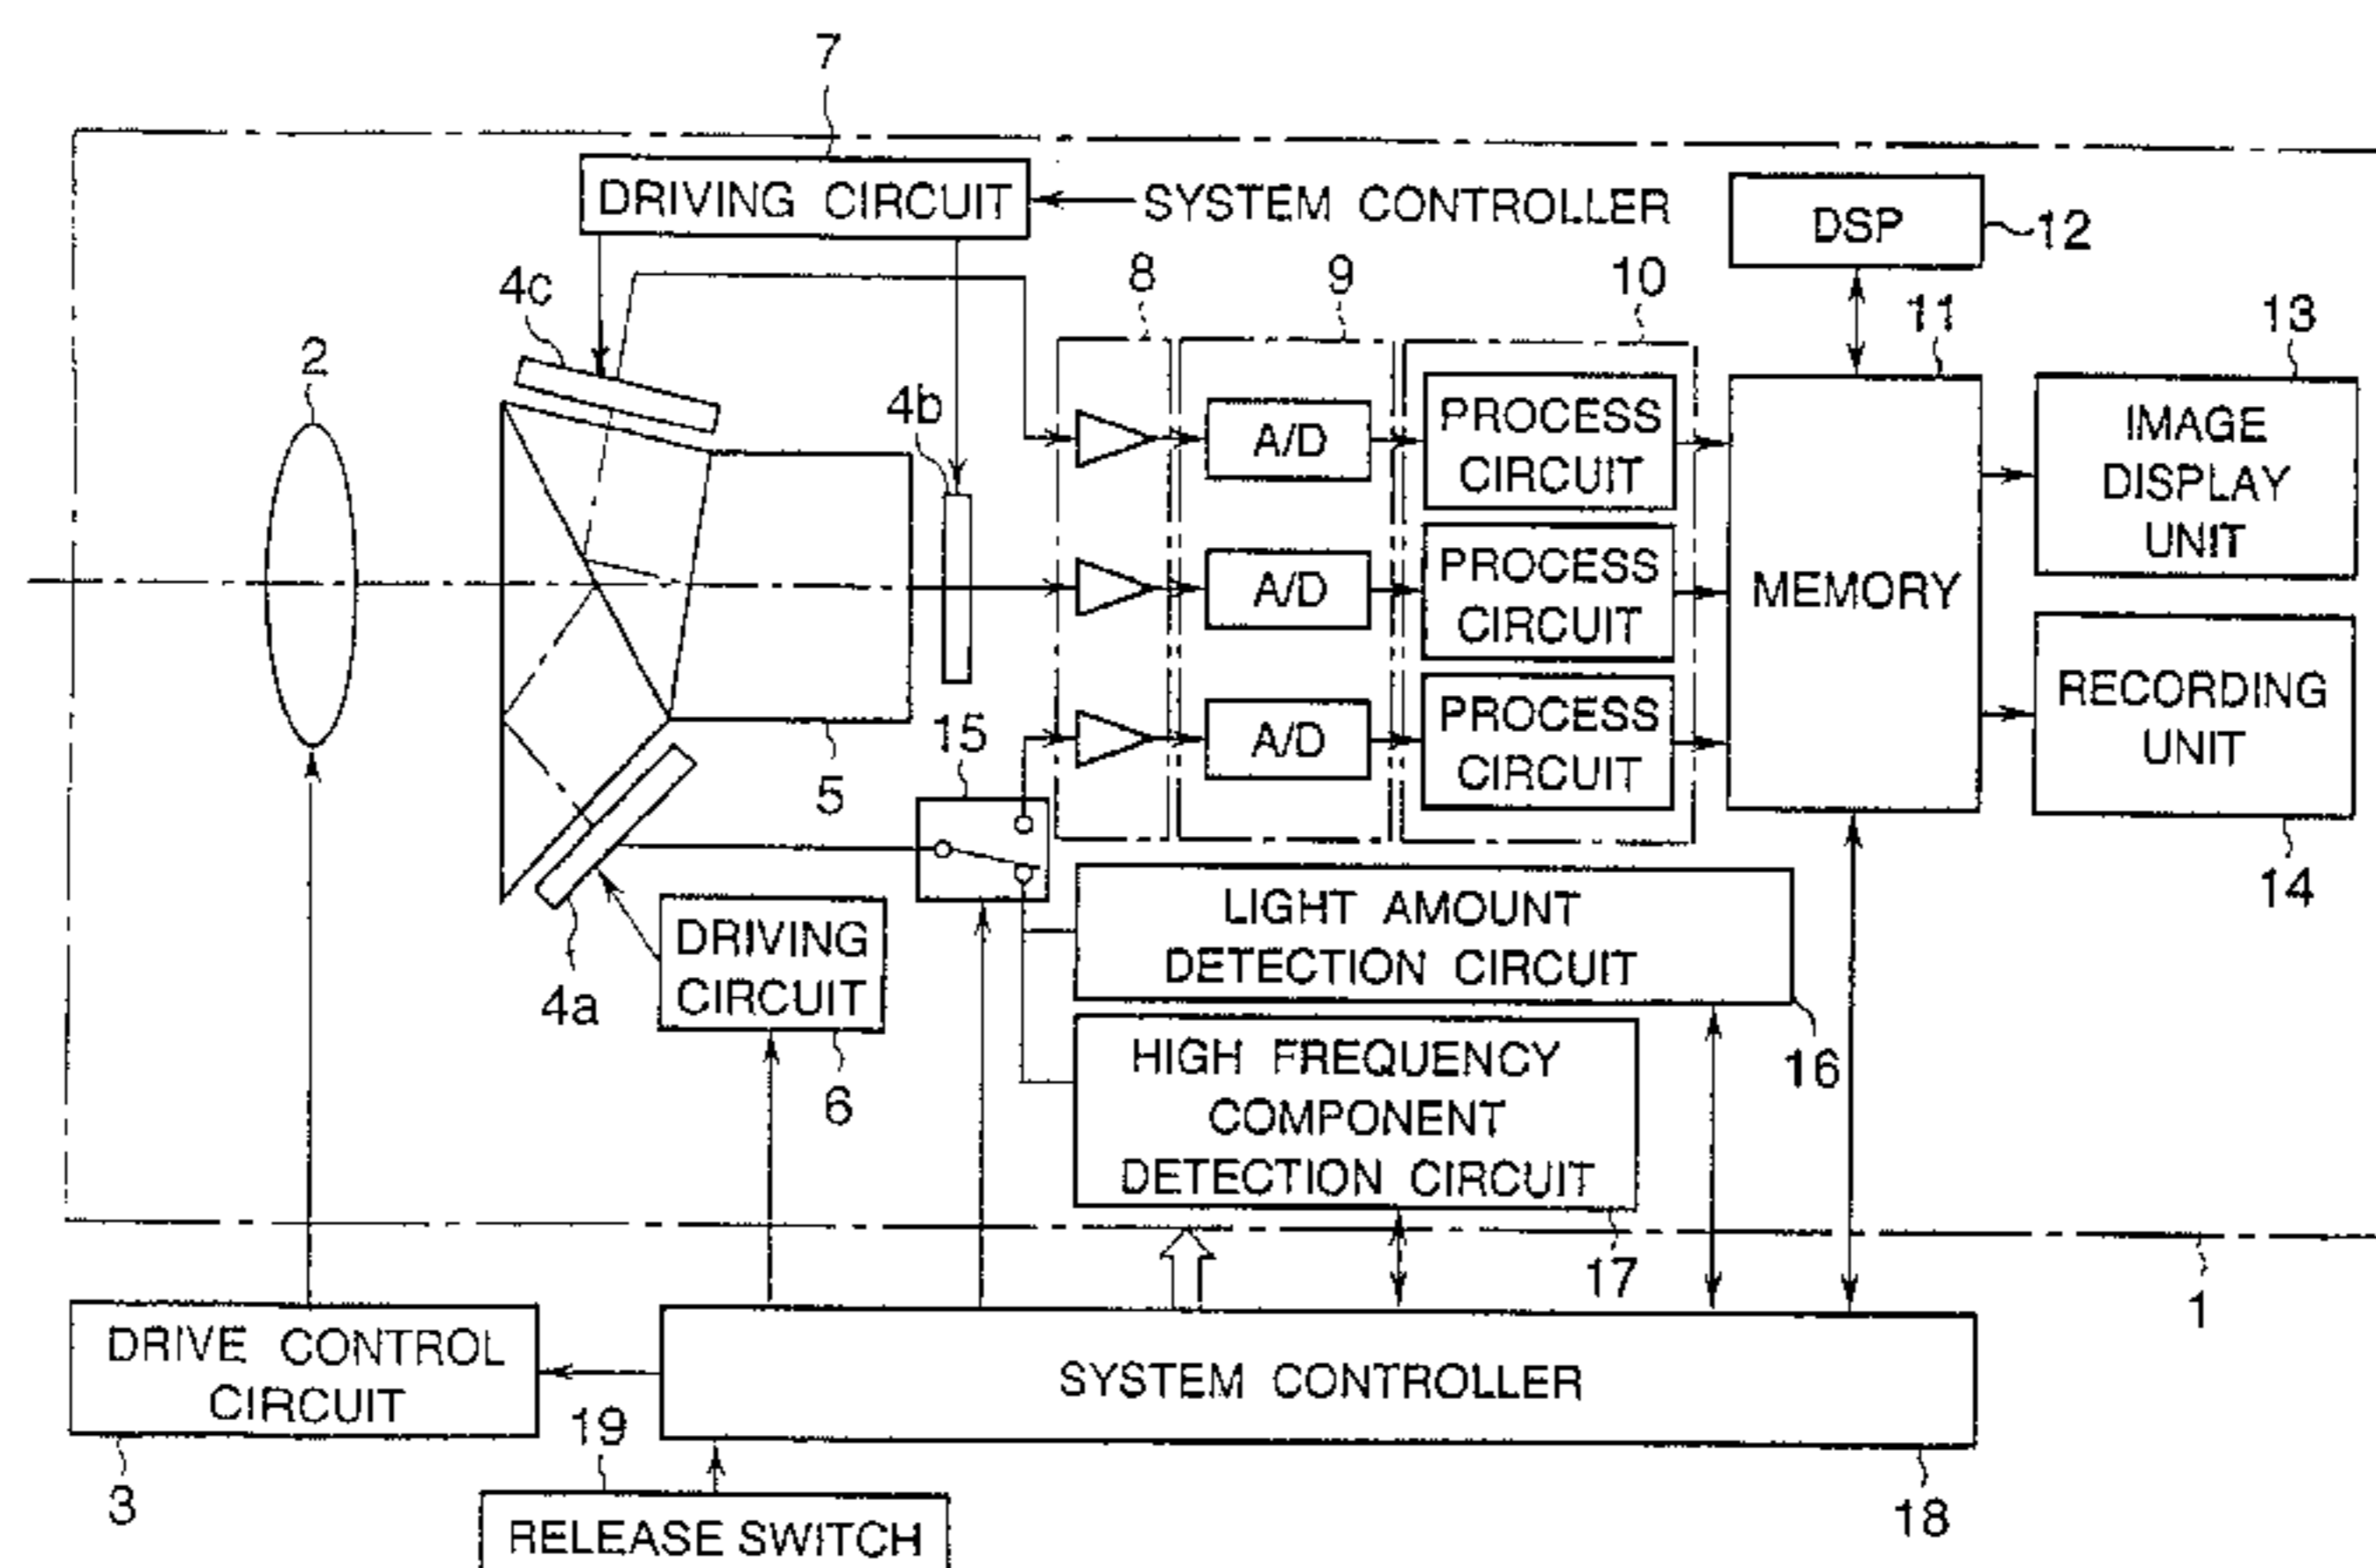 7
DRIVING CIRCUIT
SYSTEM CONTROLLER
DSP
12
4c
8
9
10
11
13
2
4b
A/D
PROCESS
CIRCUIT
IMAGE
DISPLAY
UNIT
A/D
PROCESS
CIRCUIT
MEMORY
15
5
A/D
PROCESS
CIRCUIT
RECORDING
UNIT
14
4a
DRIVING
CIRCUIT
6
LIGHT AMOUNT
DETECTION CIRCUIT
16
HIGH FREQUENCY
COMPONENT
DETECTION CIRCUIT
17
1
DRIVE CONTROL
CIRCUIT
3
SYSTEM CONTROLLER
18
19
RELEASE SWITCH